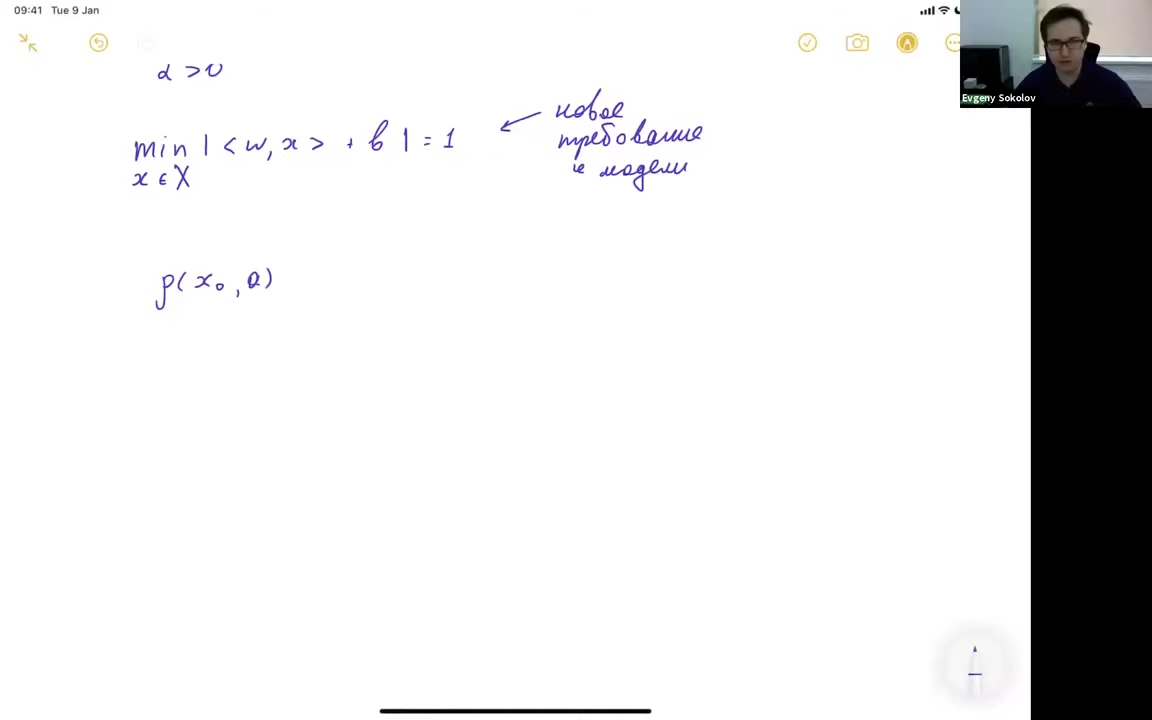 09:41 Tue 9 Jan
α > 0
min | < w, x > + b | = 1
x ∈ X
новое
требование
к модели
ρ( x₀ , a )
Evgeny Sokolov